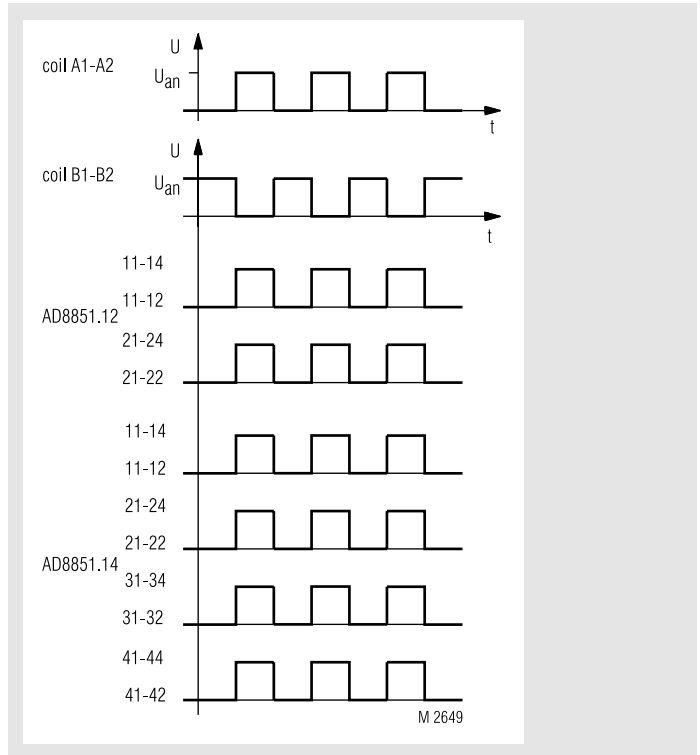 U
coil A1-A2
Uan
t
U
coil B1-B2
Uan
t
11-14
11-12
AD8851.12
21-24
21-22
11-14
11-12
21-24
21-22
AD8851.14
31-34
31-32
41-44
41-42
M 2649